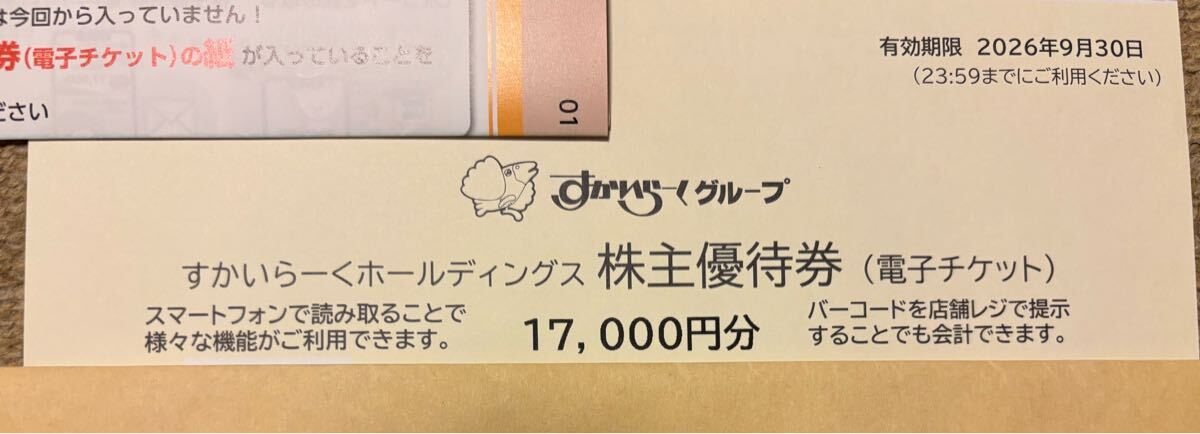 は今回から入っていません！
券(電子チケット)の紙が入っていることを
ださい
01
有効期限 2026年9月30日
(23:59までにご利用ください)
すかいらーくグループ
すかいらーくホールディングス 株主優待券（電子チケット）
スマートフォンで読み取ることで
様々な機能がご利用できます。
17,000円分
バーコードを店舗レジで提示
することでも会計できます。